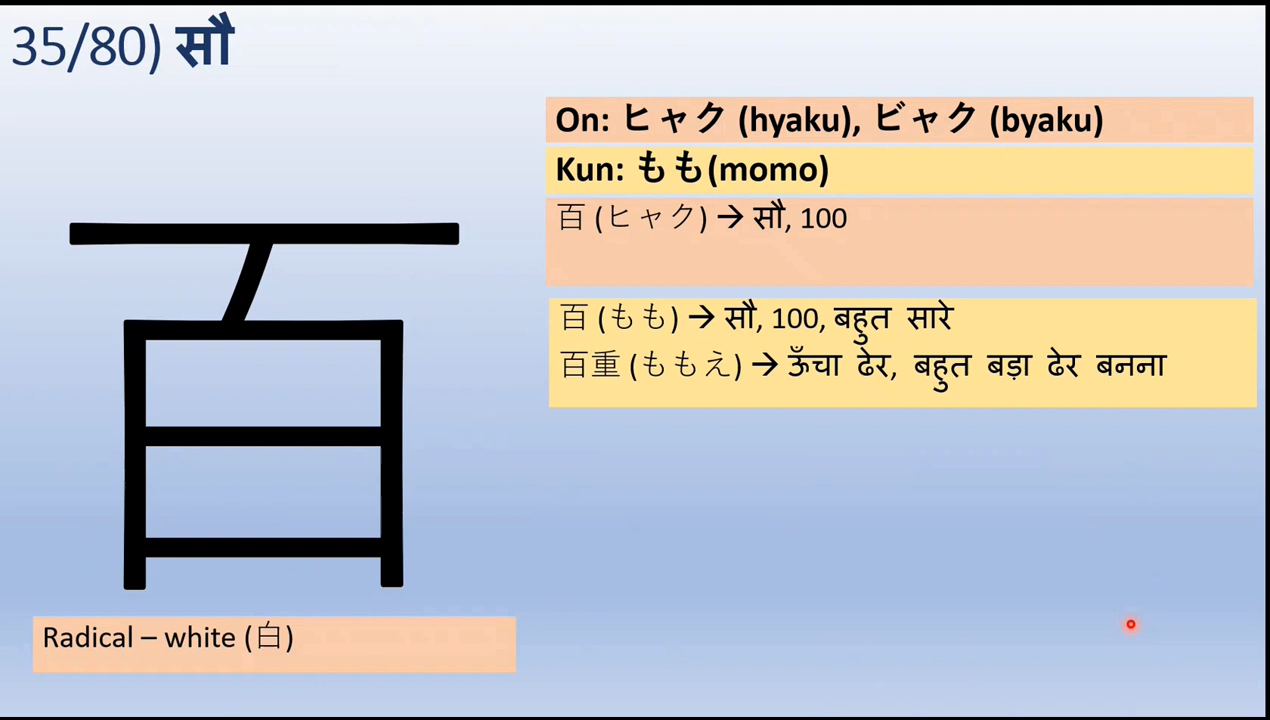 35/80) सौ
On: ヒャク (hyaku), ビャク (byaku)
Kun: もも(momo)
百 (ヒャク) → सौ, 100
百 (もも) → सौ, 100, बहुत सारे
百重 (ももえ) → ऊँचा ढेर, बहुत बड़ा ढेर बनना
百
Radical – white (白)